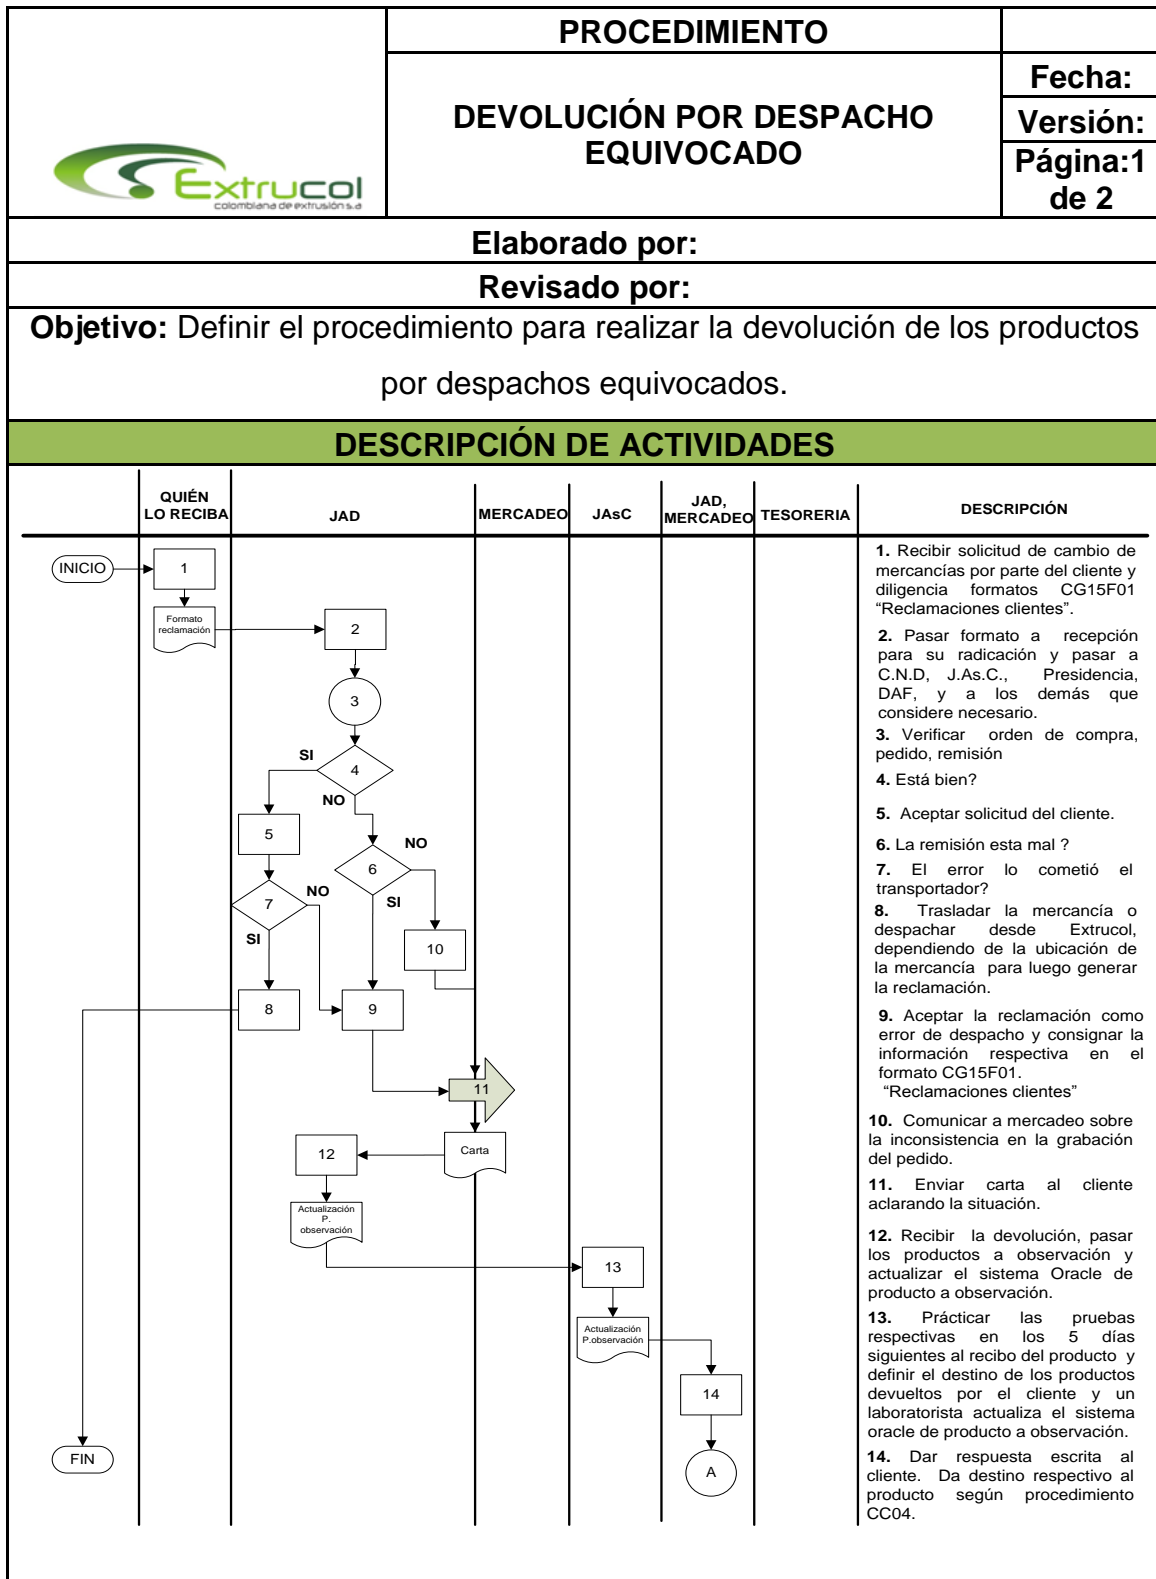 PROCEDIMIENTO
DEVOLUCIÓN POR DESPACHO
EQUIVOCADO
Fecha:
Versión:
Página:1
de 2
Extrucol
colombiana de extrusión s.a
Elaborado por:
Revisado por:
Objetivo: Definir el procedimiento para realizar la devolución de los productos
por despachos equivocados.
DESCRIPCIÓN DE ACTIVIDADES
QUIÉN
LO RECIBA
JAD
MERCADEO
JAsC
JAD,
MERCADEO
TESORERIA
DESCRIPCIÓN
INICIO
1
Formato
reclamación
2
3
SI
4
NO
5
NO
6
SI
7
NO
SI
10
8
9
11
Carta
12
Actualización
P.
observación
13
Actualización
P.observación
14
A
FIN
1. Recibir solicitud de cambio de
mercancías por parte del cliente y
diligencia formatos CG15F01
“Reclamaciones clientes”.
2. Pasar formato a recepción
para su radicación y pasar a
C.N.D, J.As.C., Presidencia,
DAF, y a los demás que
considere necesario.
3. Verificar orden de compra,
pedido, remisión
4. Está bien?
5. Aceptar solicitud del cliente.
6. La remisión esta mal ?
7. El error lo cometió el
transportador?
8. Trasladar la mercancía o
despachar desde Extrucol,
dependiendo de la ubicación de
la mercancía para luego generar
la reclamación.
9. Aceptar la reclamación como
error de despacho y consignar la
información respectiva en el
formato CG15F01.
“Reclamaciones clientes”
10. Comunicar a mercadeo sobre
la inconsistencia en la grabación
del pedido.
11. Enviar carta al cliente
aclarando la situación.
12. Recibir la devolución, pasar
los productos a observación y
actualizar el sistema Oracle de
producto a observación.
13. Prácticar las pruebas
respectivas en los 5 días
siguientes al recibo del producto y
definir el destino de los productos
devueltos por el cliente y un
laboratorista actualiza el sistema
oracle de producto a observación.
14. Dar respuesta escrita al
cliente. Da destino respectivo al
producto según procedimiento
CC04.